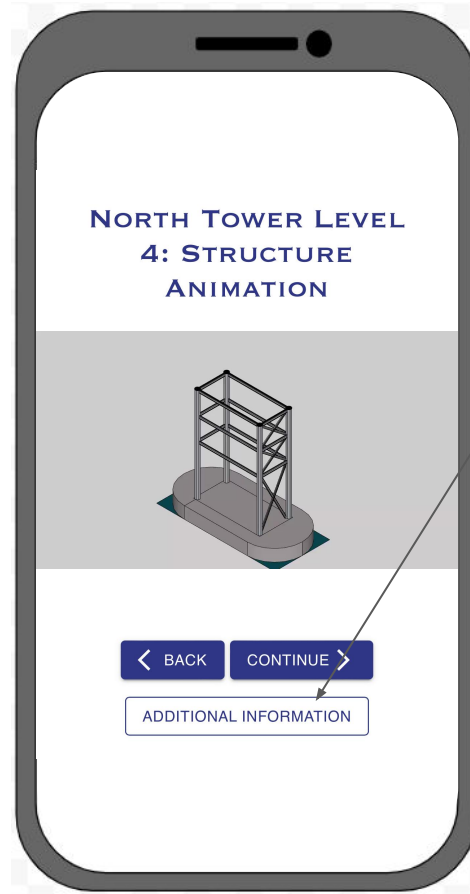 North Tower Level
4: Structure
Animation
BACK
CONTINUE
ADDITIONAL INFORMATION